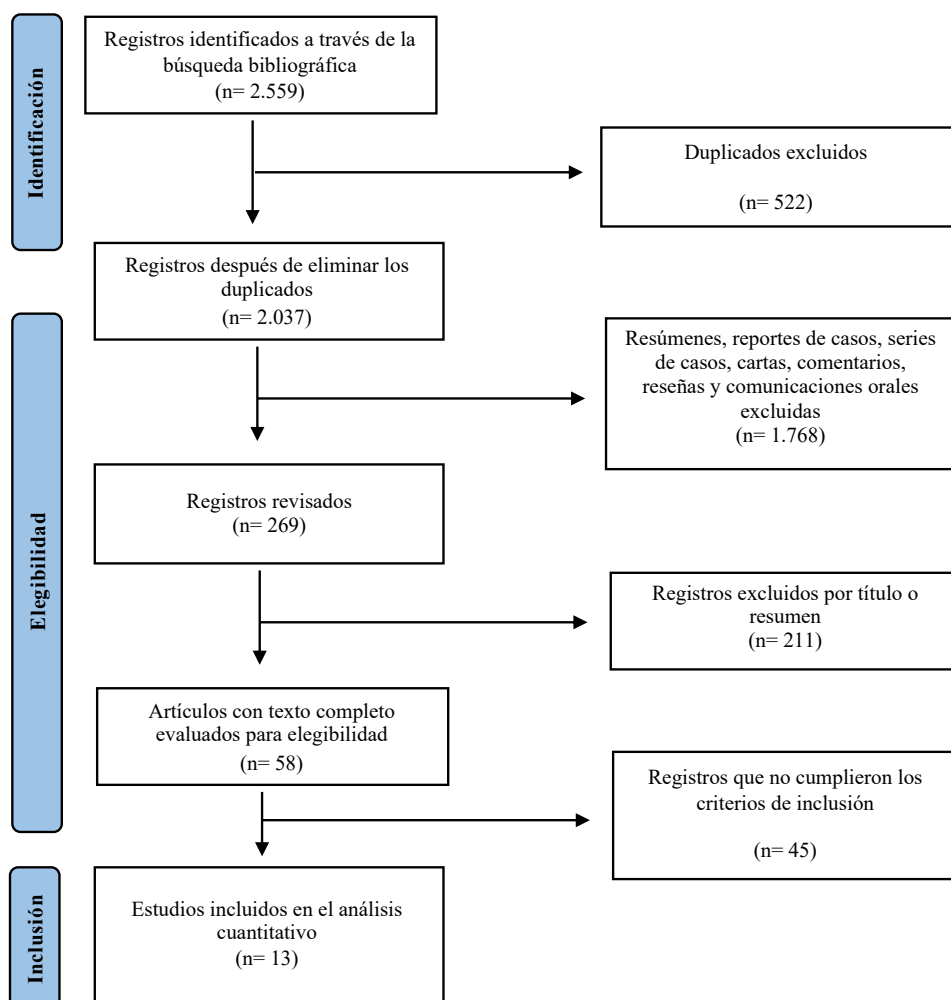 Identificación
Registros identificados a través de la
búsqueda bibliográfica
(n= 2.559)
Duplicados excluidos
(n= 522)
Registros después de eliminar los
duplicados
(n= 2.037)
Elegibilidad
Resúmenes, reportes de casos, series
de casos, cartas, comentarios,
reseñas y comunicaciones orales
excluidas
(n= 1.768)
Registros revisados
(n= 269)
Registros excluidos por título o
resumen
(n= 211)
Artículos con texto completo
evaluados para elegibilidad
(n= 58)
Registros que no cumplieron los
criterios de inclusión
(n= 45)
Inclusión
Estudios incluidos en el análisis
cuantitativo
(n= 13)